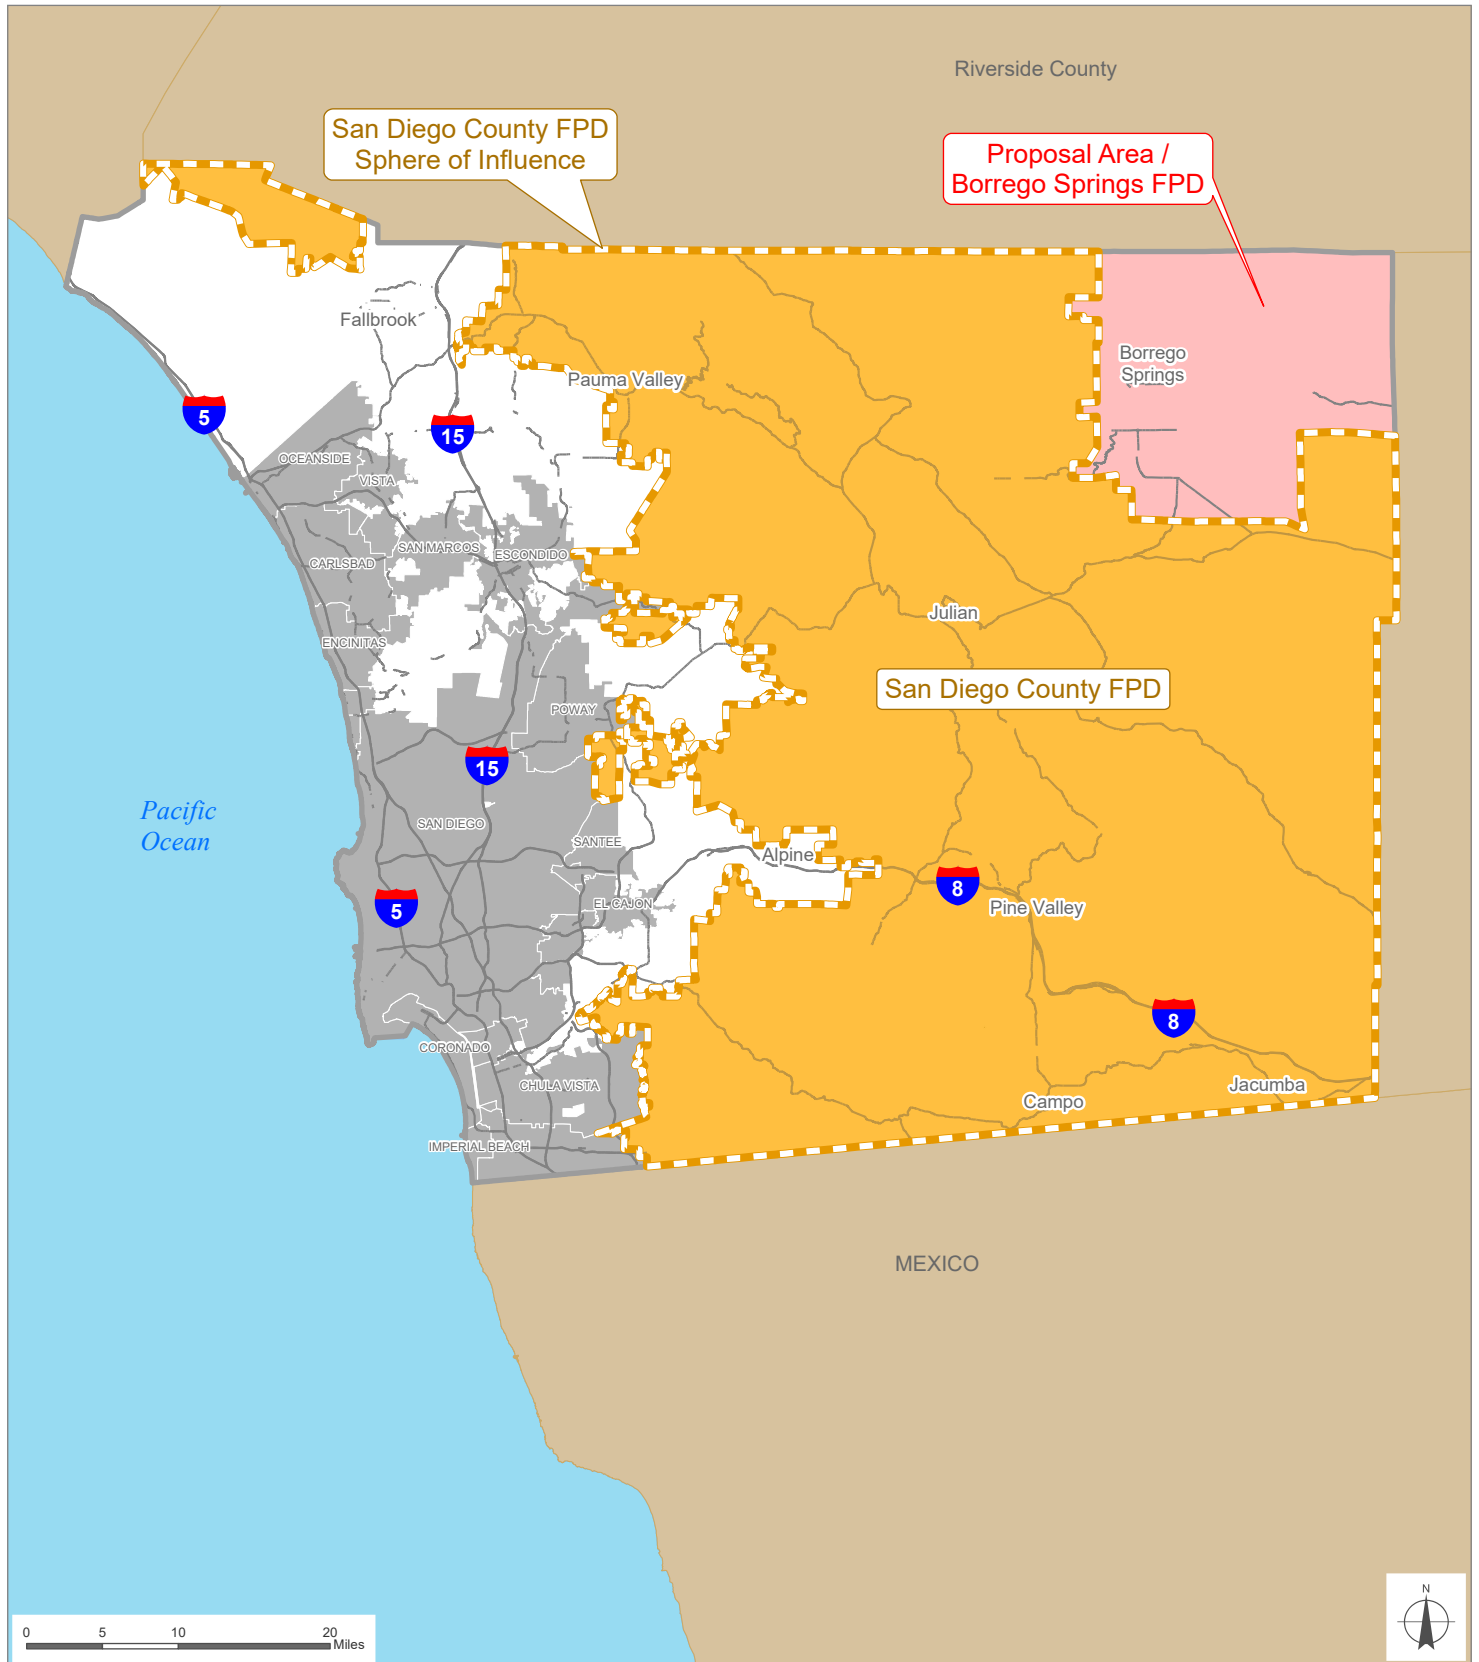 Riverside County
San Diego County FPD
Sphere of Influence
Proposal Area /
Borrego Springs FPD
Fallbrook
Borrego
Springs
Pauma Valley
5
15
OCEANSIDE
VISTA
SAN MARCOS
ESCONDIDO
CARLSBAD
Julian
ENCINITAS
San Diego County FPD
POWAY
15
Pacific
Ocean
SAN DIEGO
SANTEE
Alpine
8
5
EL CAJON
Pine Valley
8
CORONADO
CHULA VISTA
Jacumba
Campo
IMPERIAL BEACH
MEXICO
N
0 5 10 20
Miles